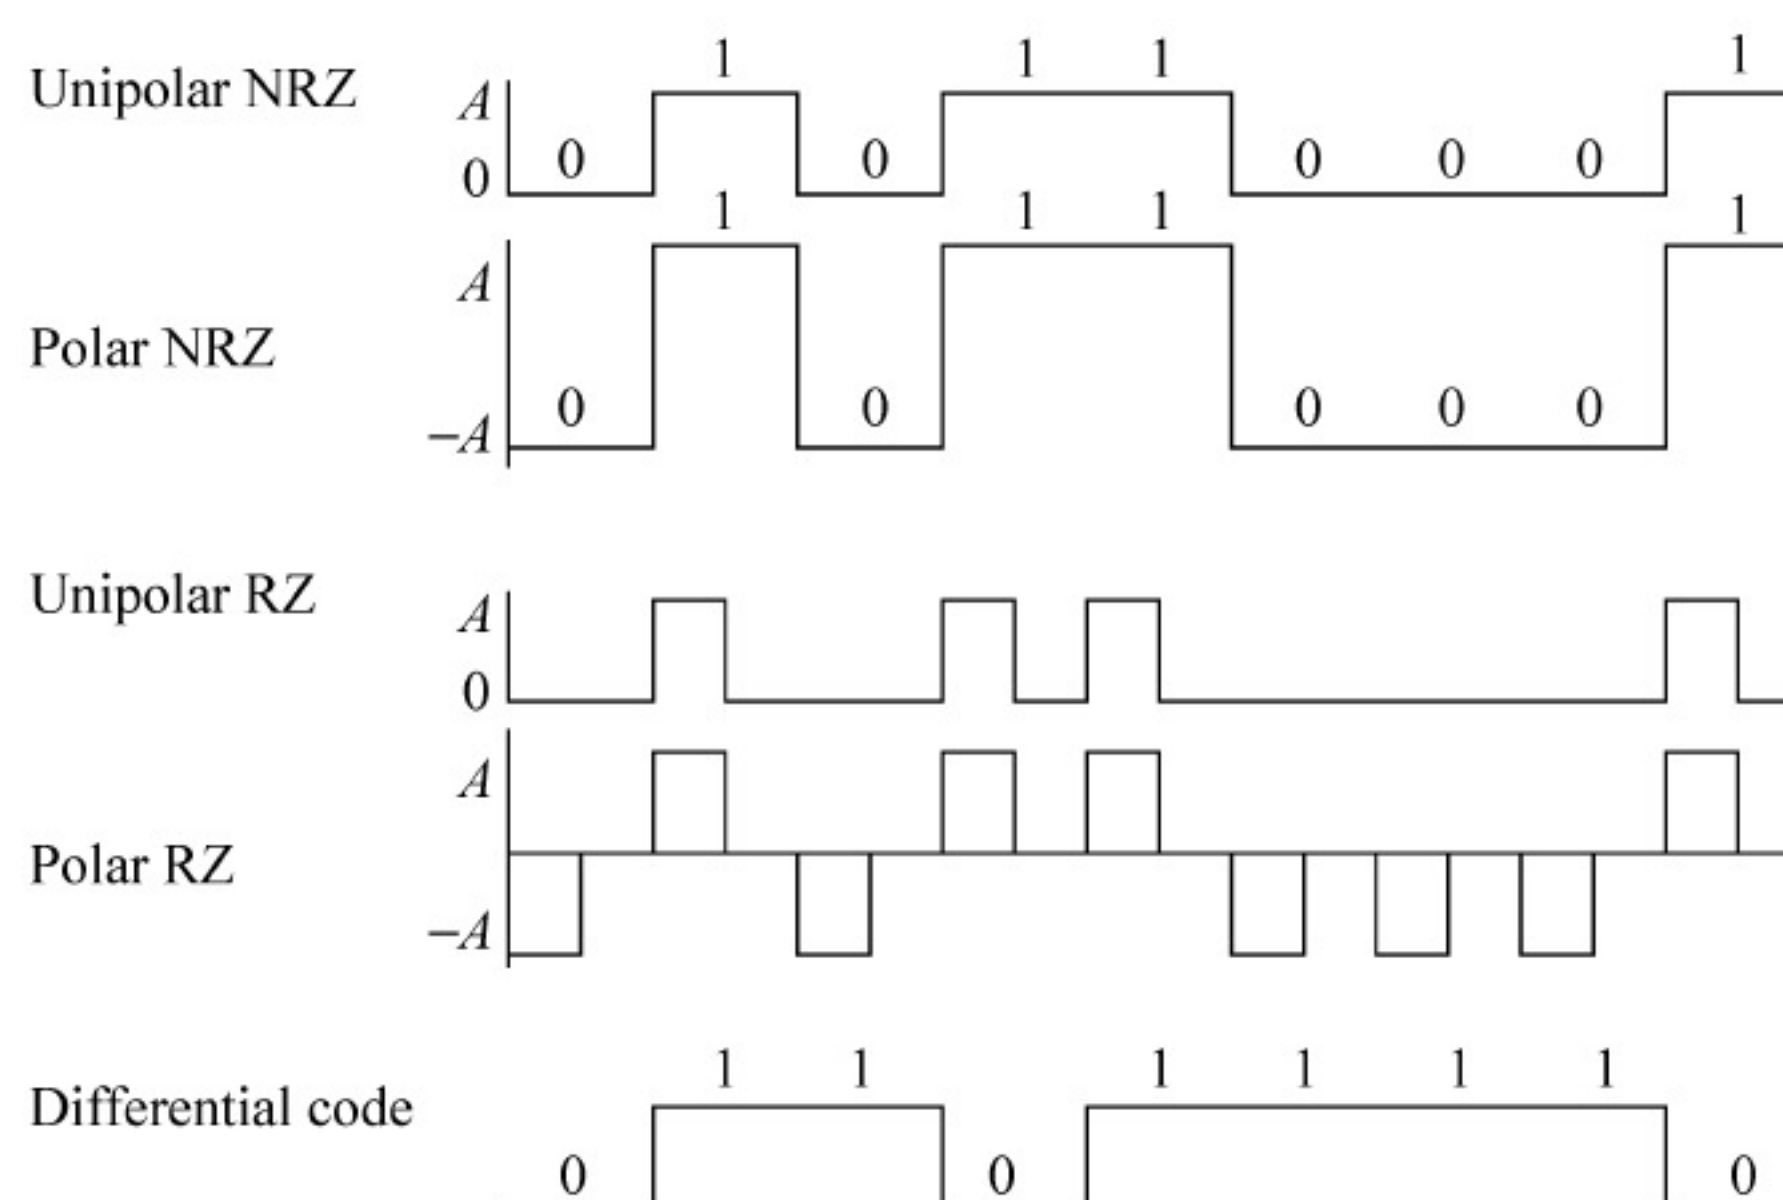 1 1 1 1
Unipolar NRZ A
0 0 0 0 0 0
1 1 1 1
A
Polar NRZ
0 0 0 0 0
−A
Unipolar RZ A
0
A
Polar RZ
−A
1 1 1 1 1 1
Differential code
0 0 0